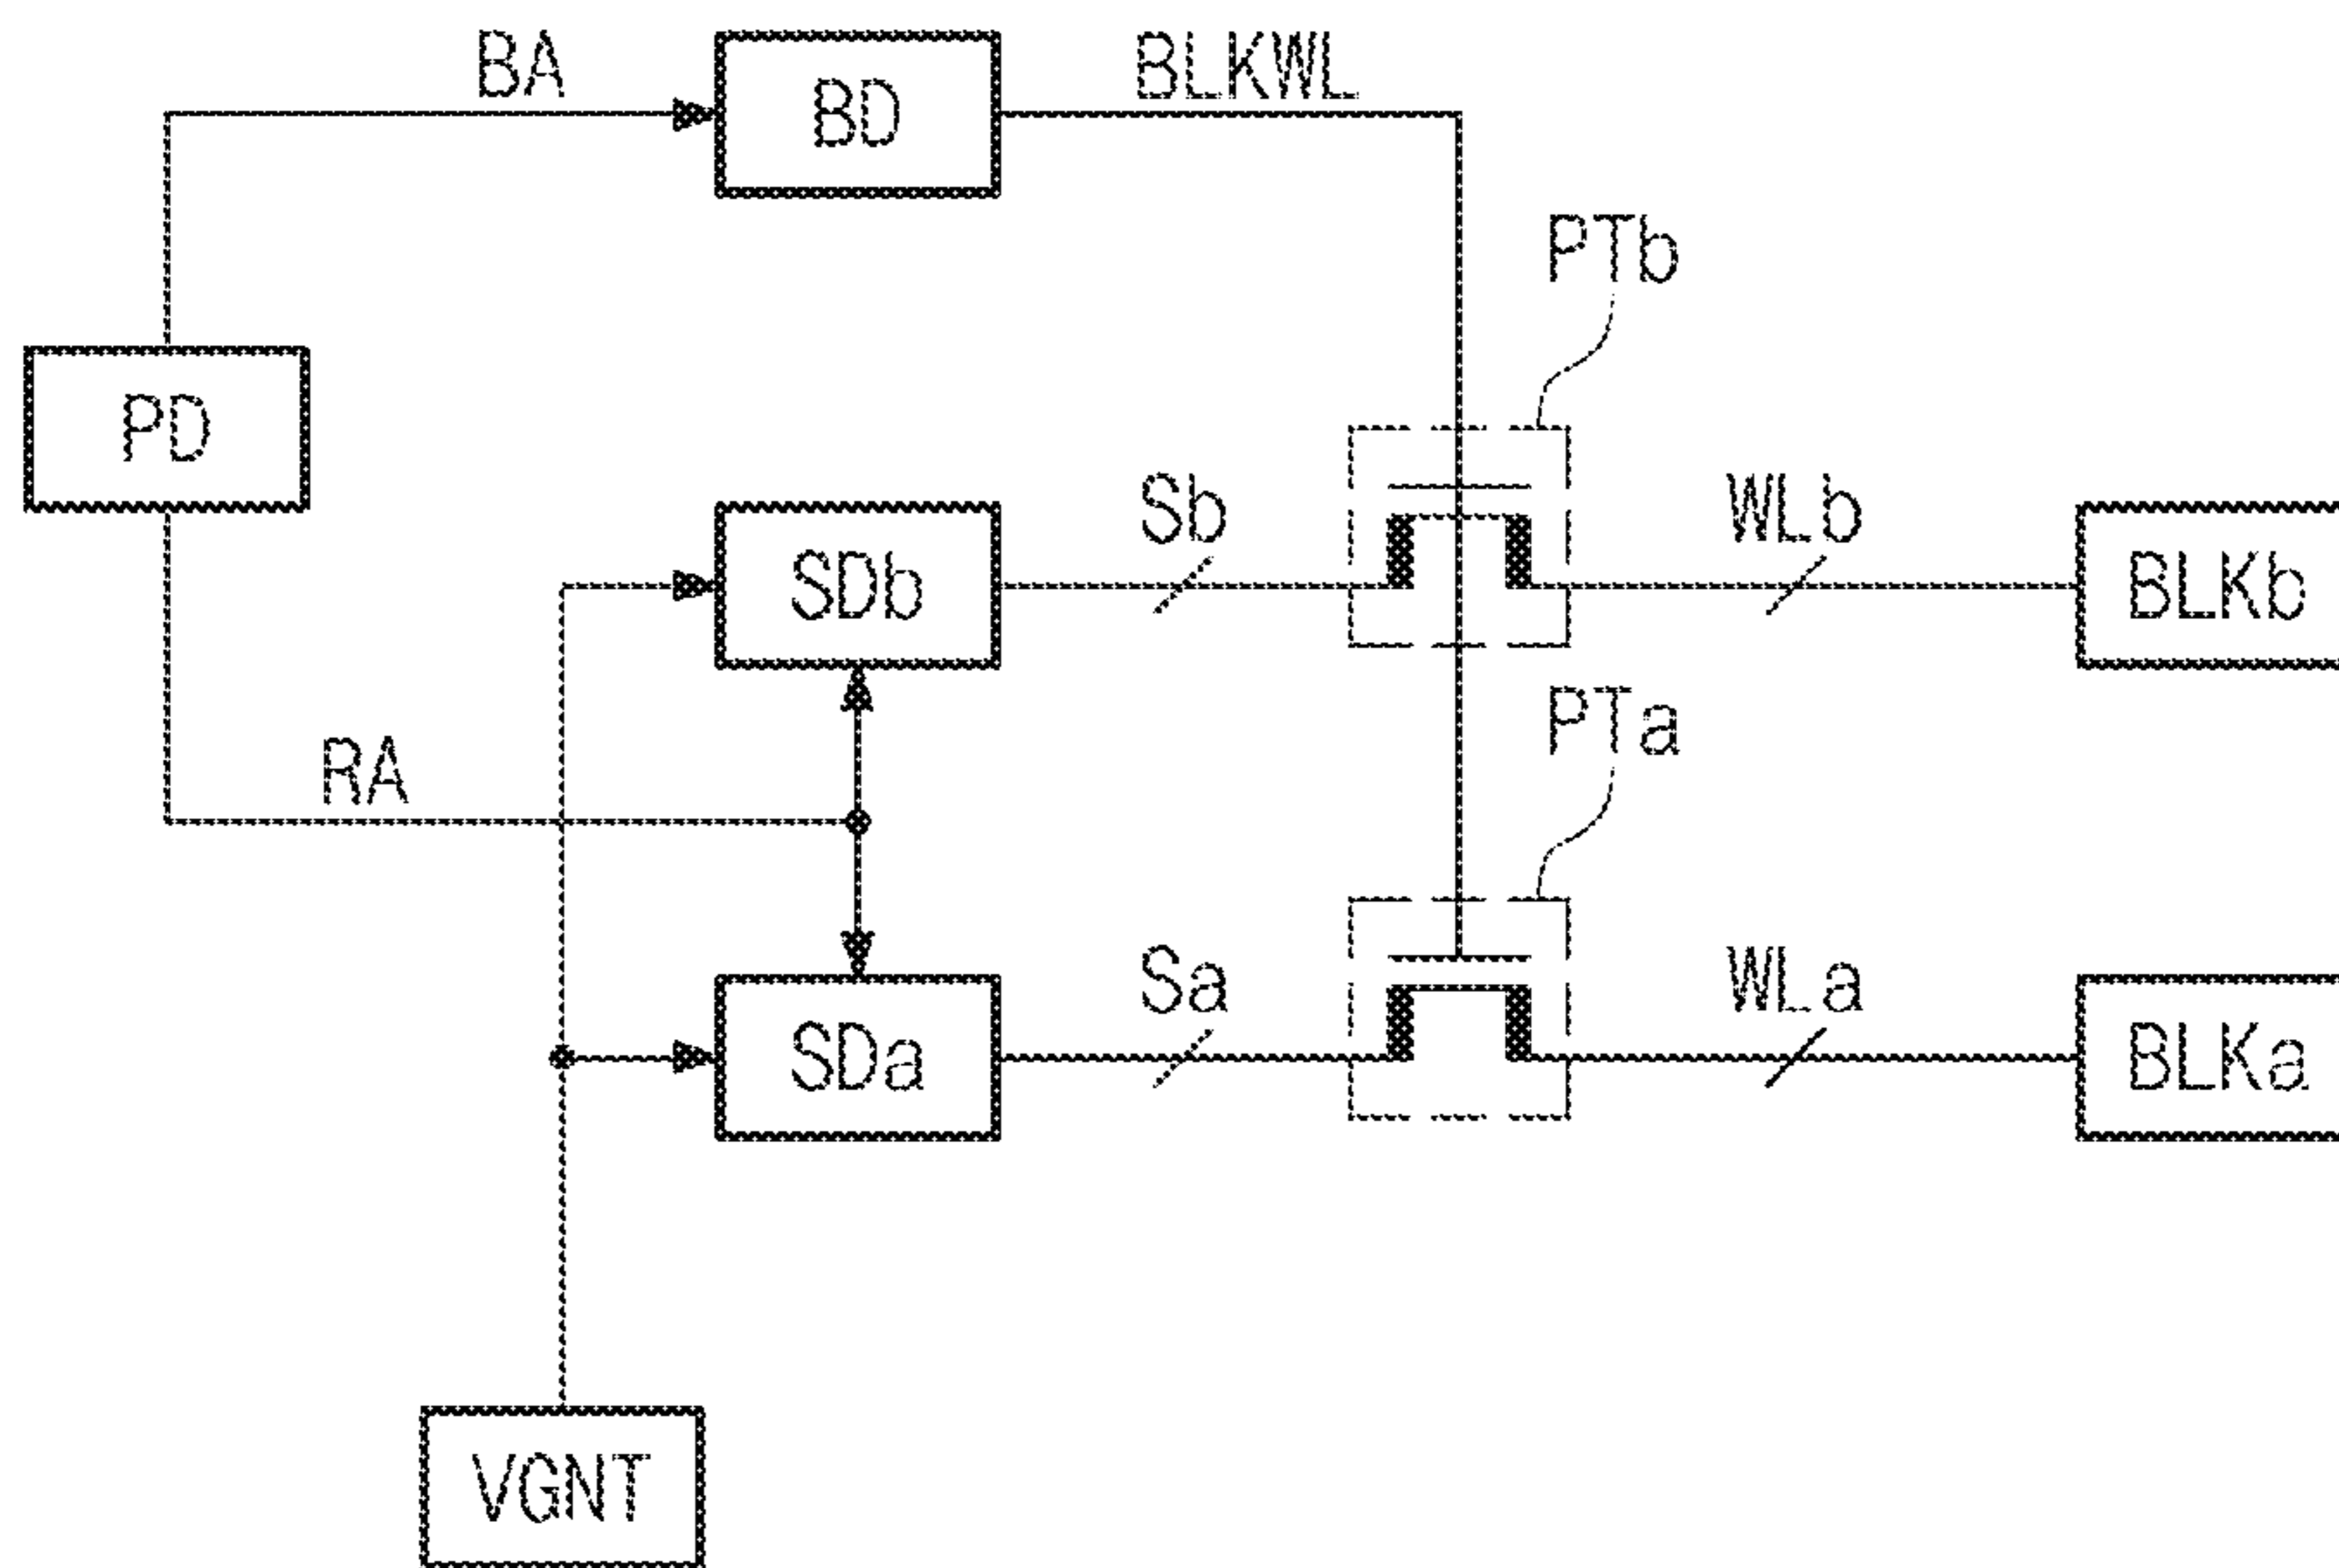 BA
BD
BLKWL
PTb
PD
Sb
WLb
SDb
BLKb
PTa
RA
Sa
WLa
SDa
BLKa
VGNT